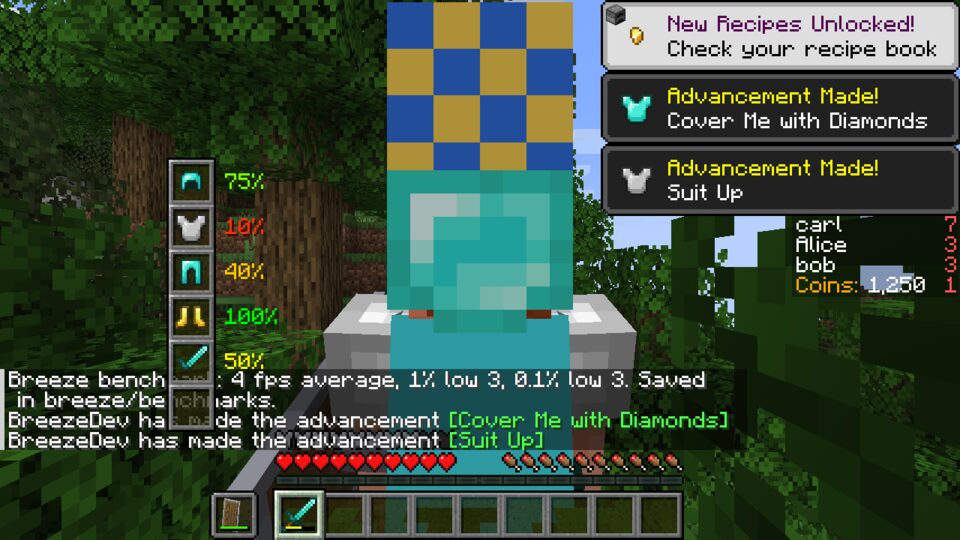 New Recipes Unlocked!
Check your recipe book
Advancement Made!
Cover Me with Diamonds
Advancement Made!
Suit Up
carl 7
Alice 3
bob 3
Coins: 1,250 1
75%
10%
40%
100%
50%
Breeze : 4 fps average, 1% low 3, 0.1% low 3. Saved
in breeze/benchmarks.
BreezeDev has made the advancement [Cover Me with Diamonds]
BreezeDev has made the advancement [Suit Up]